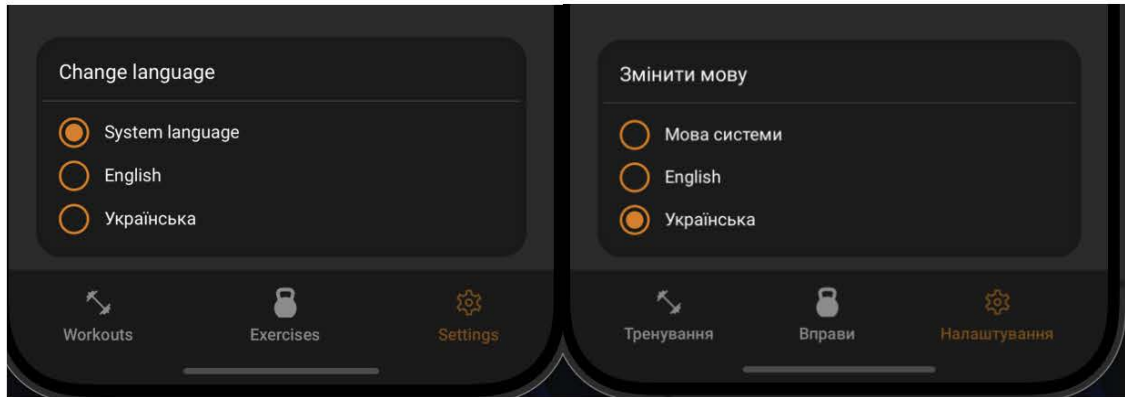 Change language
System language
English
Українська
Workouts
Exercises
Settings
Змінити мову
Мова системи
English
Українська
Тренування
Вправи
Налаштування